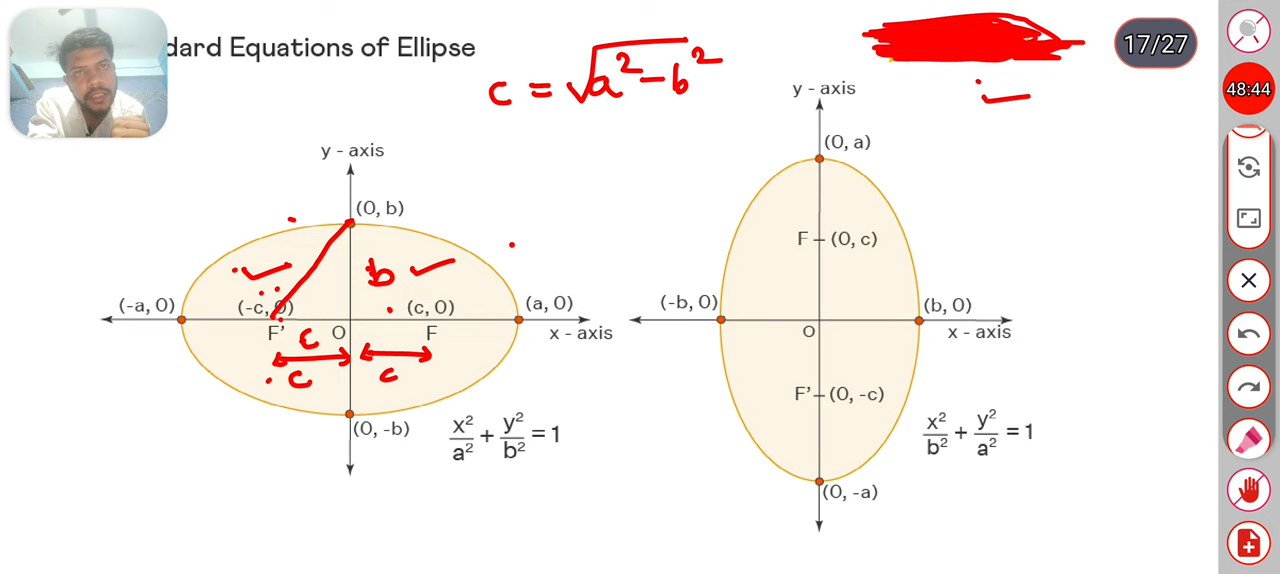 dard Equations of Ellipse
c = √a² – b²
17/27
48:44
y - axis
(0, b)
b
(-a, 0)
(-c, 0)
(c, 0)
(a, 0)
F'
O
F
x - axis
c
c
c
(0, -b)
x²/a² + y²/b² = 1
y - axis
(0, a)
F (0, c)
(-b, 0)
(b, 0)
O
x - axis
F' (0, -c)
x²/b² + y²/a² = 1
(0, -a)